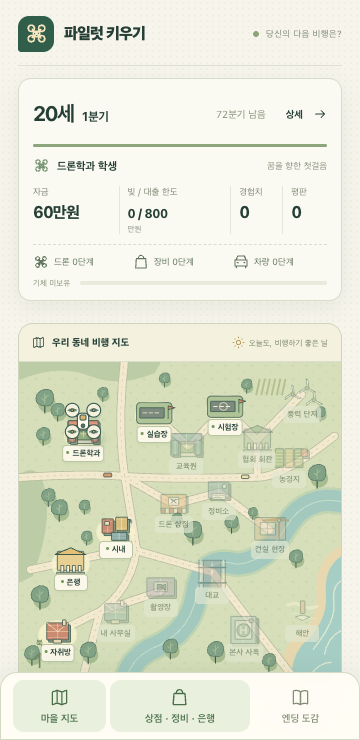 파일럿 키우기
당신의 다음 비행은?
20세 1분기
72분기 남음
상세 →
드론학과 학생
꿈을 향한 첫걸음
자금
60만원
빚 / 대출 한도
0 / 800
만원
경험치
0
평판
0
드론 0단계
장비 0단계
차량 0단계
기체 미보유
우리 동네 비행 지도
오늘도, 비행하기 좋은 날
풍력 단지
실습장
시험장
드론학과
교육원
협회 회관
농경지
정비소
드론 상점
시내
건설 현장
은행
대교
촬영장
내 사무실
해안
자취방
본사 사옥
마을 지도
상점 · 정비 · 은행
엔딩 도감